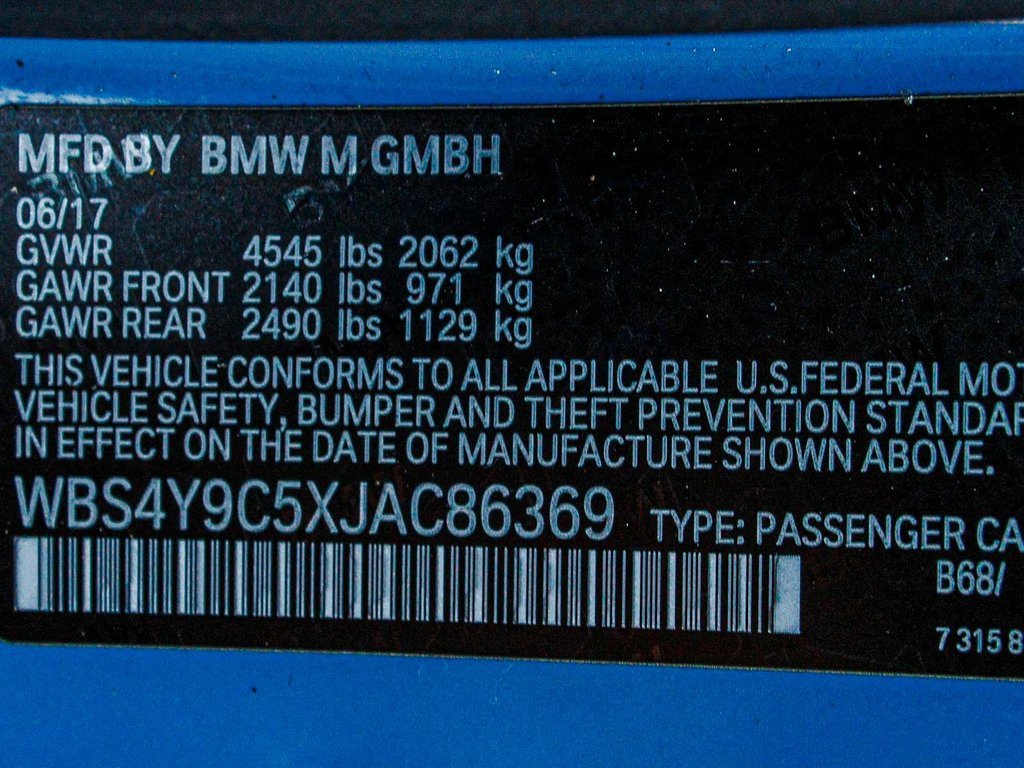 MFD BY BMW M GMBH
06/17
GVWR 4545 lbs 2062 kg
GAWR FRONT 2140 lbs 971 kg
GAWR REAR 2490 lbs 1129 kg
THIS VEHICLE CONFORMS TO ALL APPLICABLE U.S.FEDERAL MOT
VEHICLE SAFETY, BUMPER AND THEFT PREVENTION STANDAR
IN EFFECT ON THE DATE OF MANUFACTURE SHOWN ABOVE.
WBS4Y9C5XJAC86369 TYPE: PASSENGER CA
B68/
7 315 8